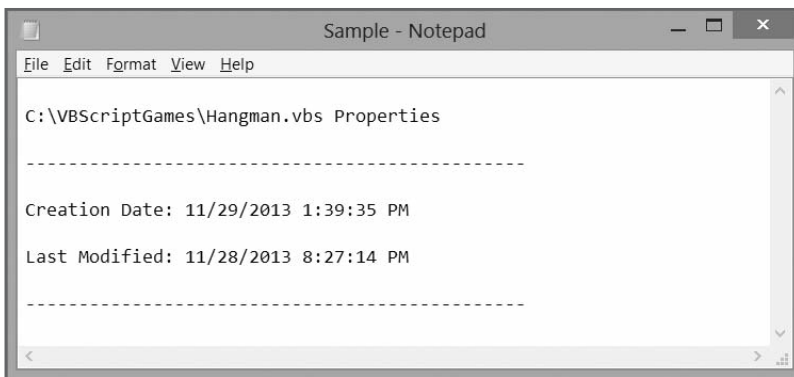 Sample - Notepad
File Edit Format View Help
C:\VBScriptGames\Hangman.vbs Properties
-----------------------------------------------
Creation Date: 11/29/2013 1:39:35 PM
Last Modified: 11/28/2013 8:27:14 PM
-----------------------------------------------